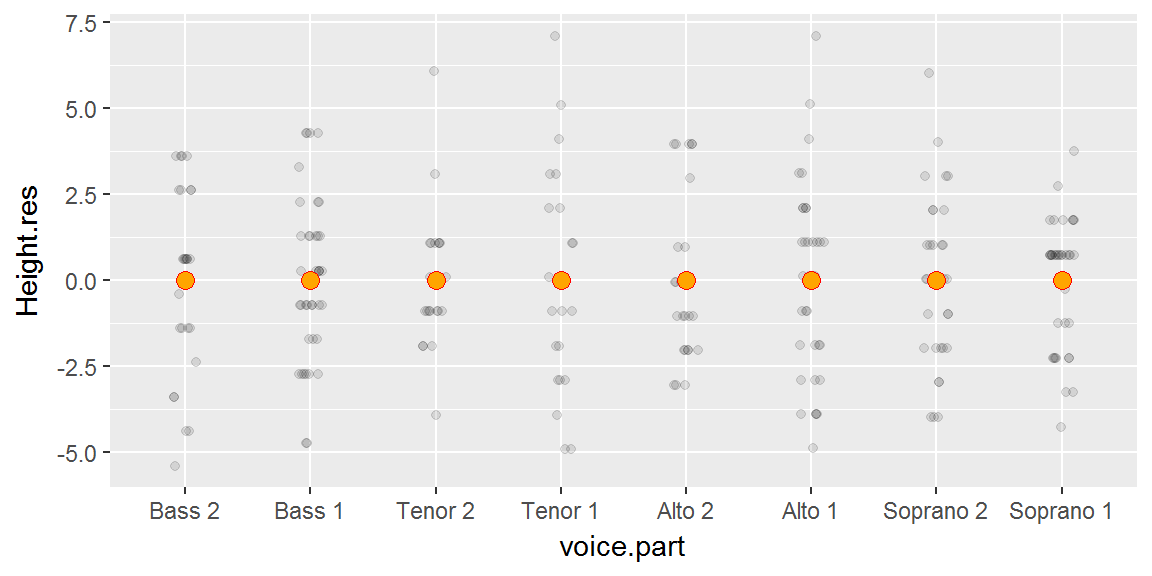 Height.res
7.5
5.0
2.5
0.0
-2.5
-5.0
Bass 2 Bass 1 Tenor 2 Tenor 1 Alto 2 Alto 1 Soprano 2 Soprano 1
voice.part